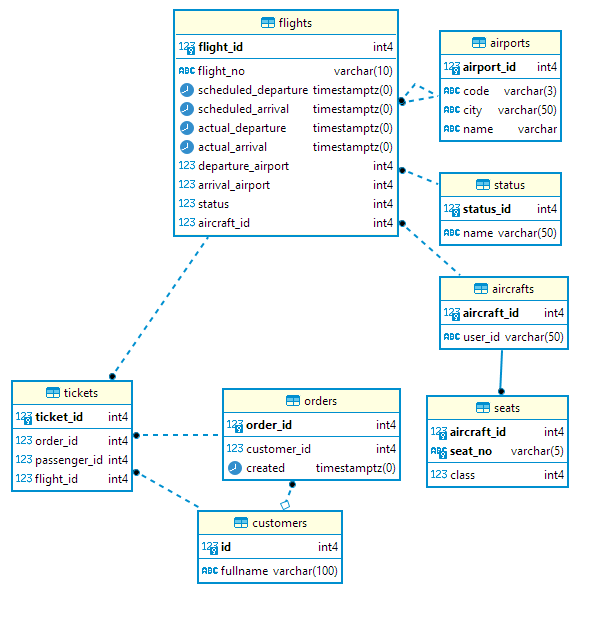 flights
123 flight_id int4
ABC flight_no varchar(10)
scheduled_departure timestamptz(0)
scheduled_arrival timestamptz(0)
actual_departure timestamptz(0)
actual_arrival timestamptz(0)
123 departure_airport int4
123 arrival_airport int4
123 status int4
123 aircraft_id int4
airports
123 airport_id int4
ABC code varchar(3)
ABC city varchar(50)
ABC name varchar
status
123 status_id int4
ABC name varchar(50)
aircrafts
123 aircraft_id int4
ABC user_id varchar(50)
tickets
123 ticket_id int4
123 order_id int4
123 passenger_id int4
123 flight_id int4
orders
123 order_id int4
123 customer_id int4
created timestamptz(0)
seats
123 aircraft_id int4
ABC seat_no varchar(5)
123 class int4
customers
123 id int4
ABC fullname varchar(100)